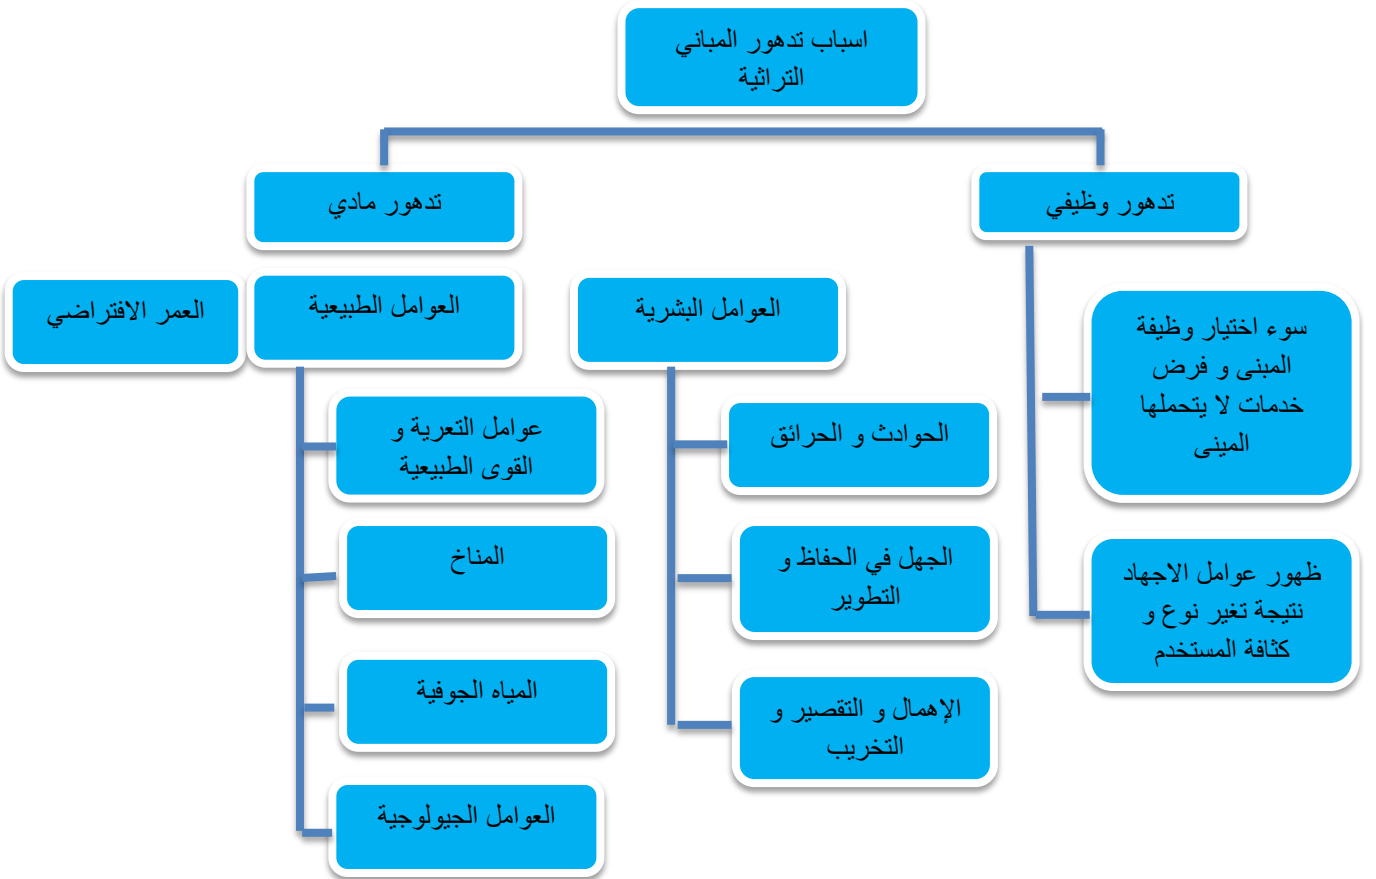 اسباب تدهور المباني
التراثية
تدهور وظيفي
تدهور مادي
سوء اختيار وظيفة
المبنى و فرض
خدمات لا يتحملها
المبنى
ظهور عوامل الاجهاد
نتيجة تغير نوع و
كثافة المستخدم
العوامل البشرية
الحوادث و الحرائق
الجهل في الحفاظ و
التطوير
الإهمال و التقصير و
التخريب
العوامل الطبيعية
عوامل التعرية و
القوى الطبيعية
المناخ
المياه الجوفية
العوامل الجيولوجية
العمر الافتراضي